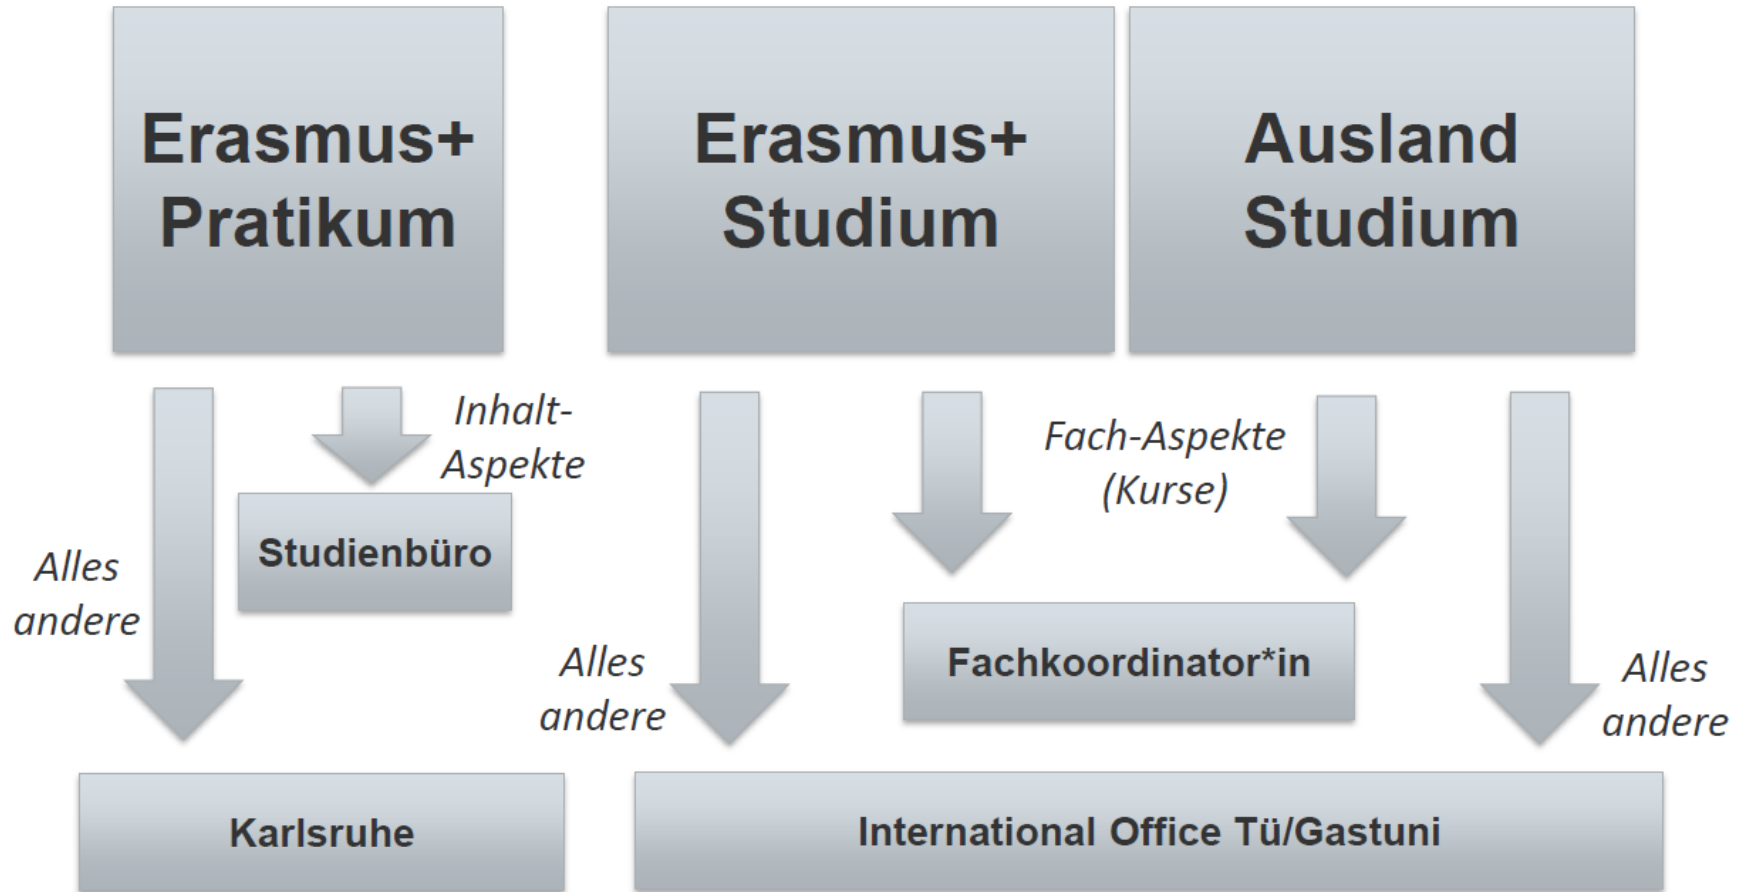 Erasmus+
Pratikum
Erasmus+
Studium
Ausland
Studium
Inhalt-
Aspekte
Fach-Aspekte
(Kurse)
Studienbüro
Alles
andere
Alles
andere
Fachkoordinator*in
Alles
andere
Karlsruhe
International Office Tü/Gastuni